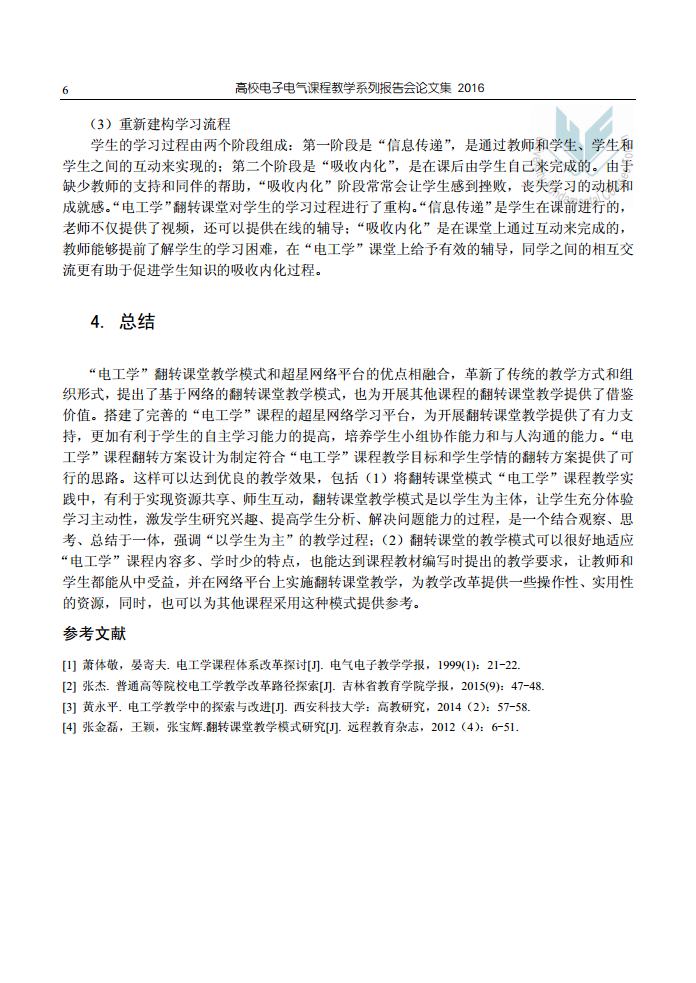 6
高校电子电气课程教学系列报告会论文集 2016
（3）重新建构学习流程
学生的学习过程由两个阶段组成：第一阶段是“信息传递”，是通过教师和学生、学生和
学生之间的互动来实现的；第二个阶段是“吸收内化”，是在课后由学生自己来完成的。由于
缺少教师的支持和同伴的帮助，“吸收内化”阶段常常会让学生感到挫败，丧失学习的动机和
成就感。“电工学”翻转课堂对学生的学习过程进行了重构。“信息传递”是学生在课前进行的，
老师不仅提供了视频，还可以提供在线的辅导；“吸收内化”是在课堂上通过互动来完成的，
教师能够提前了解学生的学习困难，在“电工学”课堂上给予有效的辅导，同学之间的相互交
流更有助于促进学生知识的吸收内化过程。
4. 总结
“电工学”翻转课堂教学模式和超星网络平台的优点相融合，革新了传统的教学方式和组
织形式，提出了基于网络的翻转课堂教学模式，也为开展其他课程的翻转课堂教学提供了借鉴
价值。搭建了完善的“电工学”课程的超星网络学习平台，为开展翻转课堂教学提供了有力支
持，更加有利于学生的自主学习能力的提高，培养学生小组协作能力和与人沟通的能力。“电
工学”课程翻转方案设计为制定符合“电工学”课程教学目标和学生学情的翻转方案提供了可
行的思路。这样可以达到优良的教学效果，包括（1）将翻转课堂模式“电工学”课程教学实
践中，有利于实现资源共享、师生互动，翻转课堂教学模式是以学生为主体，让学生充分体验
学习主动性，激发学生研究兴趣、提高学生分析、解决问题能力的过程，是一个结合观察、思
考、总结于一体，强调“以学生为主”的教学过程；（2）翻转课堂的教学模式可以很好地适应
“电工学”课程内容多、学时少的特点，也能达到课程教材编写时提出的教学要求，让教师和
学生都能从中受益，并在网络平台上实施翻转课堂教学，为教学改革提供一些操作性、实用性
的资源，同时，也可以为其他课程采用这种模式提供参考。
参考文献
[1] 萧体敬，晏寄夫. 电工学课程体系改革探讨[J]. 电气电子教学学报，1999(1)：21-22.
[2] 张杰. 普通高等院校电工学教学改革路径探索[J]. 吉林省教育学院学报，2015(9)：47-48.
[3] 黄永平. 电工学教学中的探索与改进[J]. 西安科技大学：高教研究，2014（2）：57-58.
[4] 张金磊，王颖，张宝辉.翻转课堂教学模式研究[J]. 远程教育杂志，2012（4）：6-51.